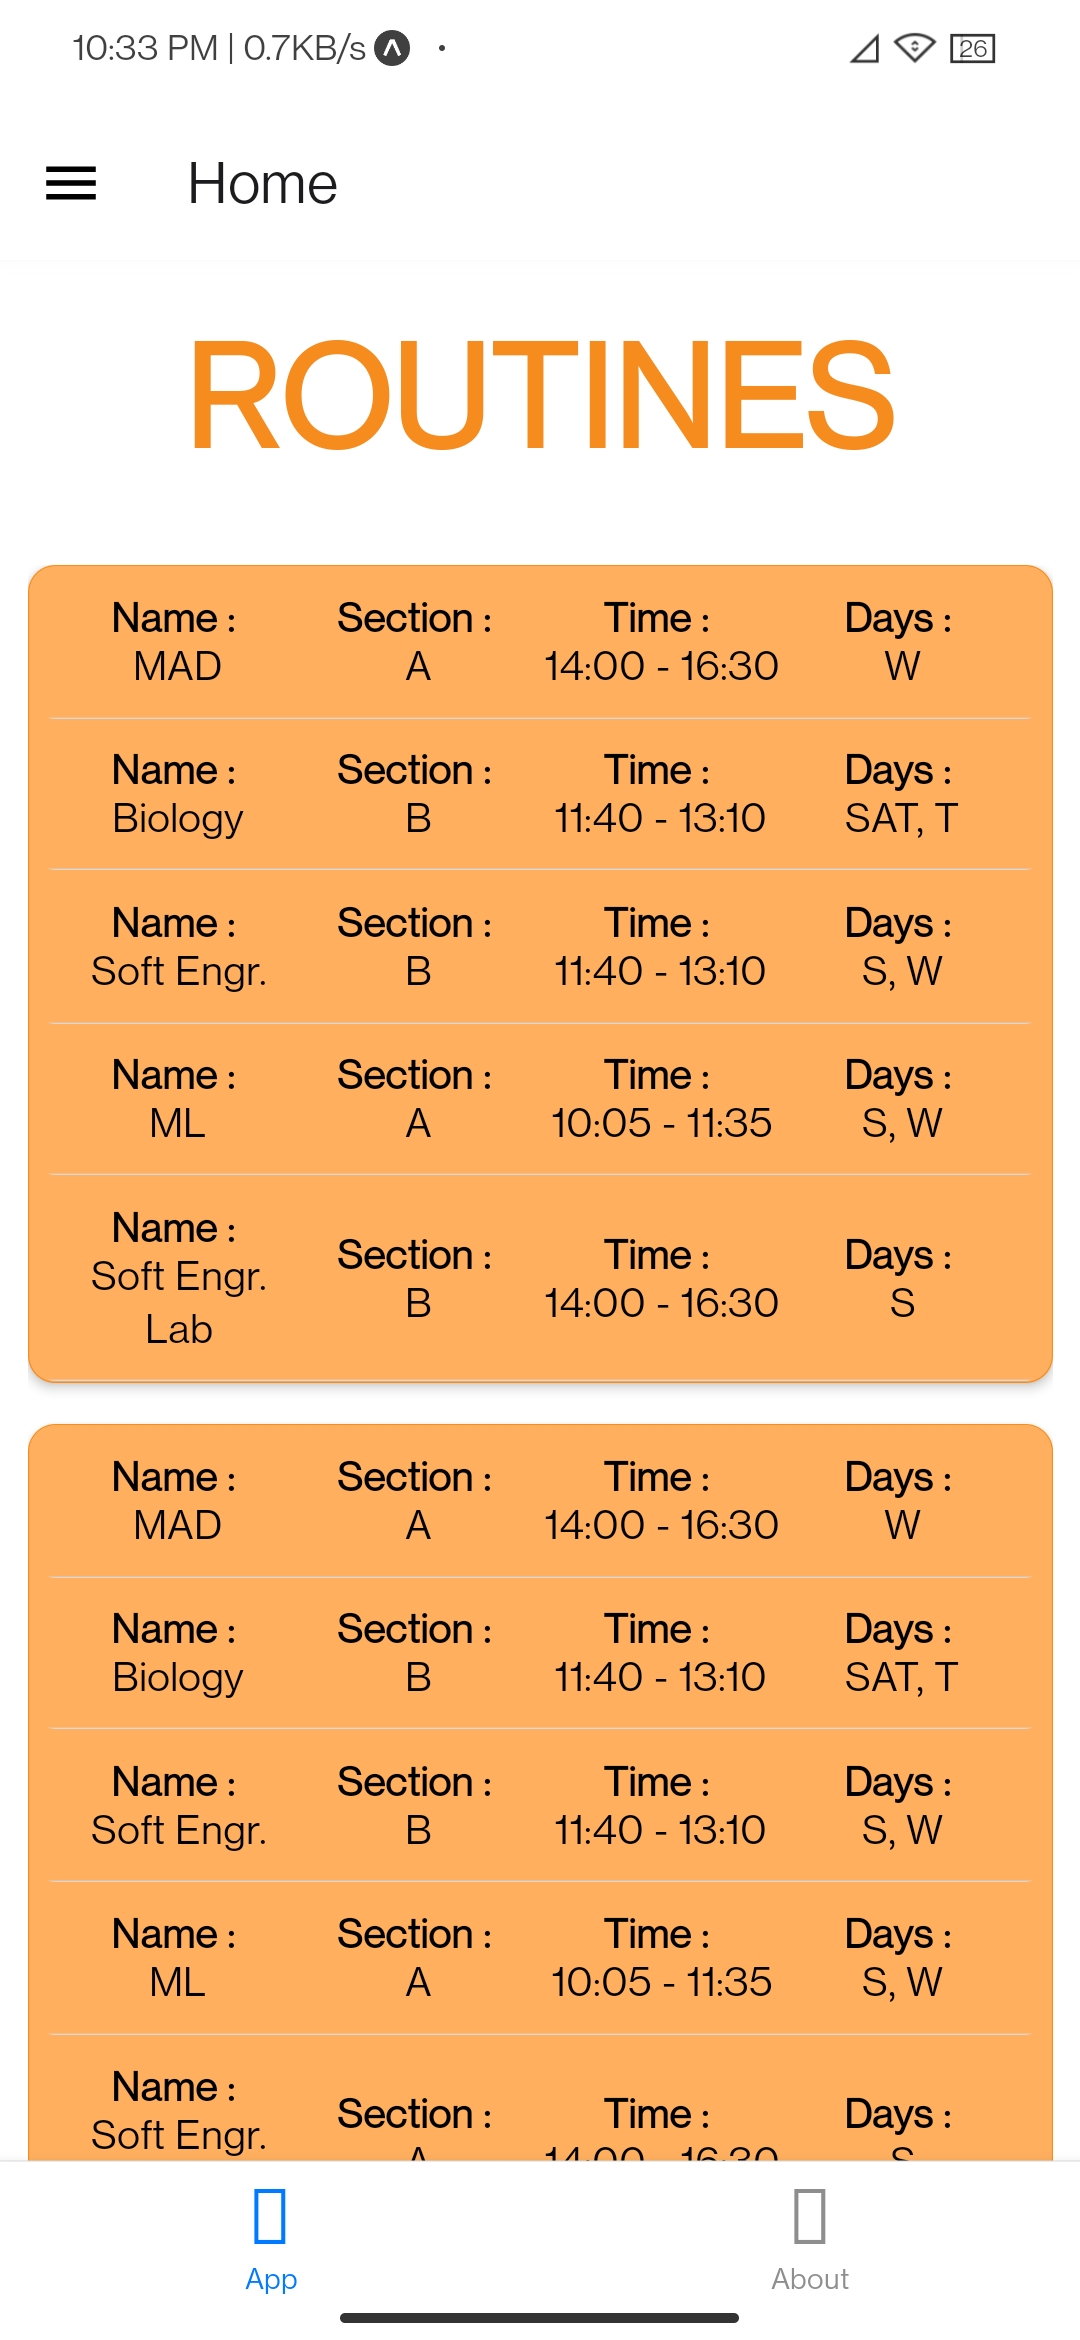 10:33 PM | 0.7KB/s
26
Home
ROUTINES
Name : Section : Time : Days :
MAD A 14:00 - 16:30 W
Name : Section : Time : Days :
Biology B 11:40 - 13:10 SAT, T
Name : Section : Time : Days :
Soft Engr. B 11:40 - 13:10 S, W
Name : Section : Time : Days :
ML A 10:05 - 11:35 S, W
Name : Section : Time : Days :
Soft Engr. B 14:00 - 16:30 S
Lab
Name : Section : Time : Days :
MAD A 14:00 - 16:30 W
Name : Section : Time : Days :
Biology B 11:40 - 13:10 SAT, T
Name : Section : Time : Days :
Soft Engr. B 11:40 - 13:10 S, W
Name : Section : Time : Days :
ML A 10:05 - 11:35 S, W
Name : Section : Time : Days :
Soft Engr. A 14:00 - 16:30 S
App About